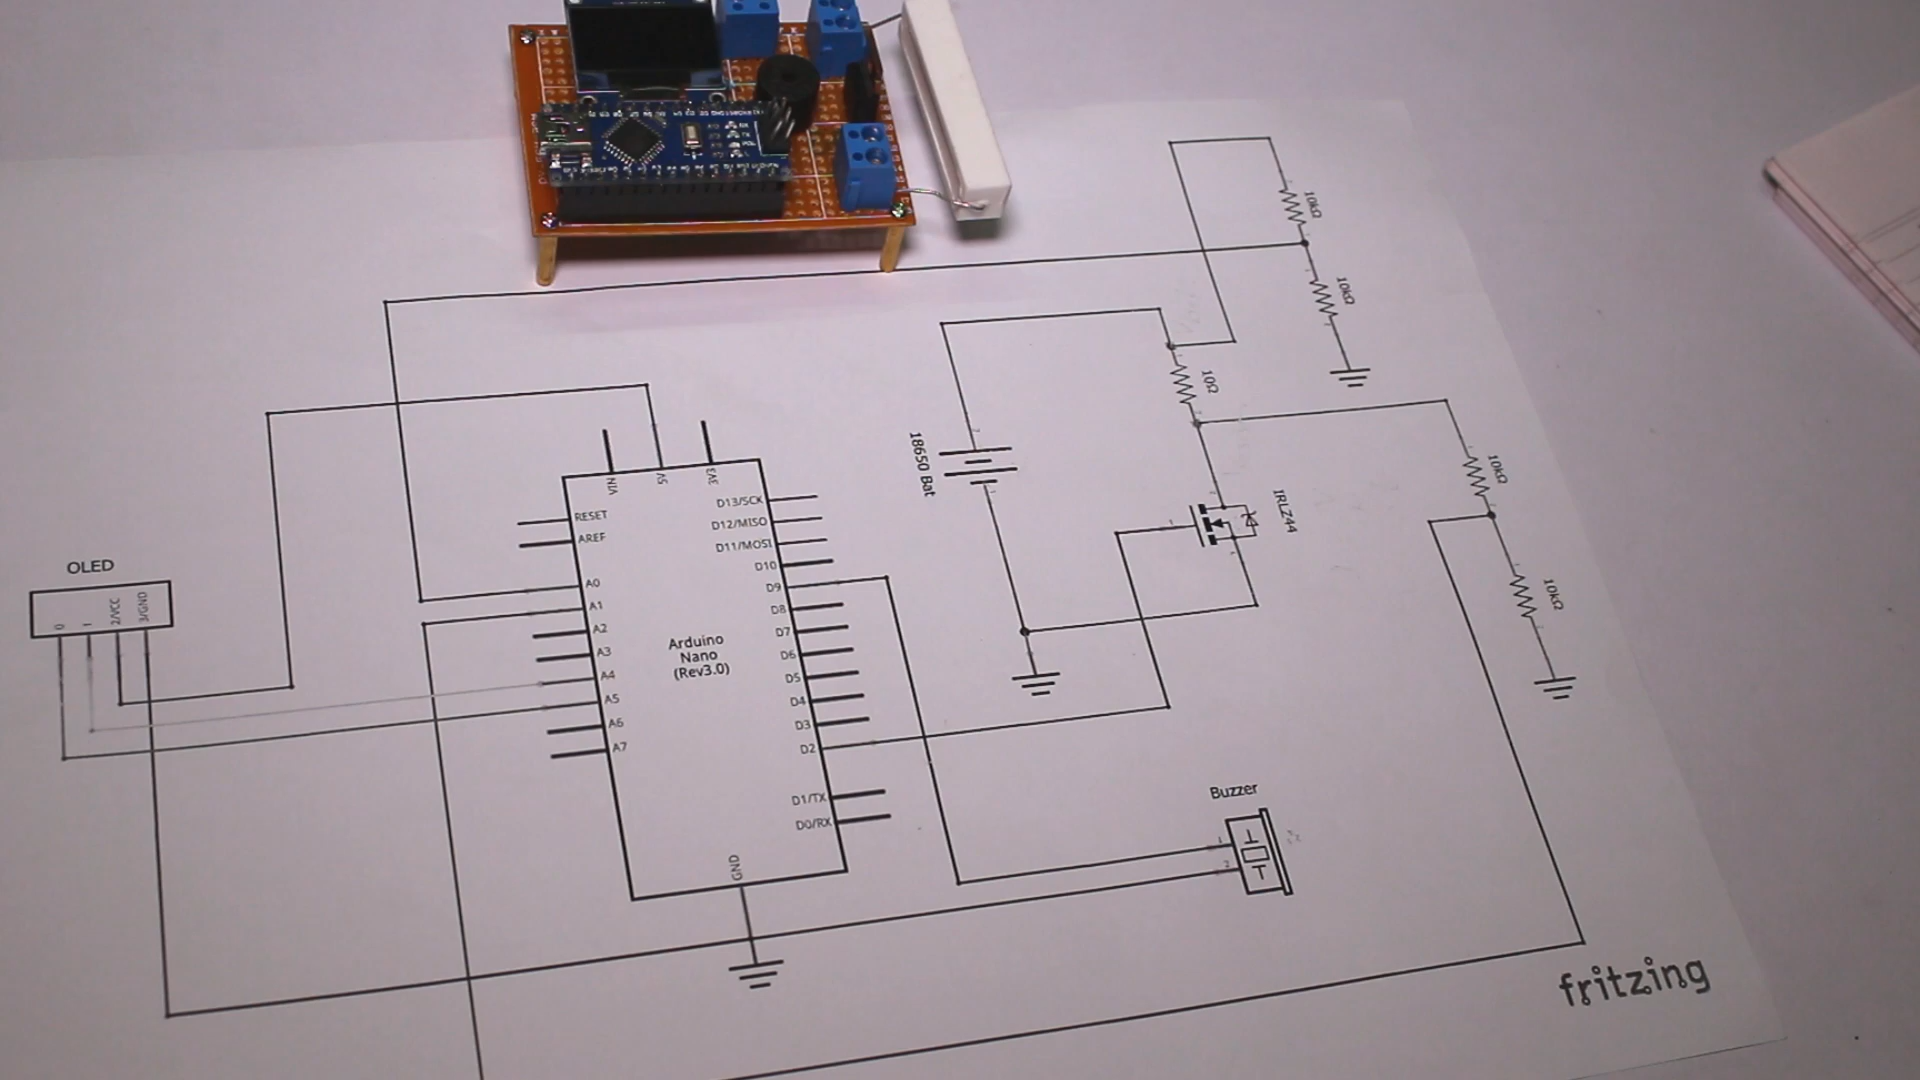 10kΩ
10kΩ
10Ω
10kΩ
10kΩ
18650 Bat
IRLZ44
VIN
5V
3V3
RESET
AREF
A0
A1
A2
A3
A4
A5
A6
A7
D13/SCK
D12/MISO
D11/MOSI
D10
D9
D8
D7
D6
D5
D4
D3
D2
D1/TX
D0/RX
GND
Arduino
Nano
(Rev3.0)
OLED
0
1
2/VCC
3/GND
Buzzer
1
2
fritzing